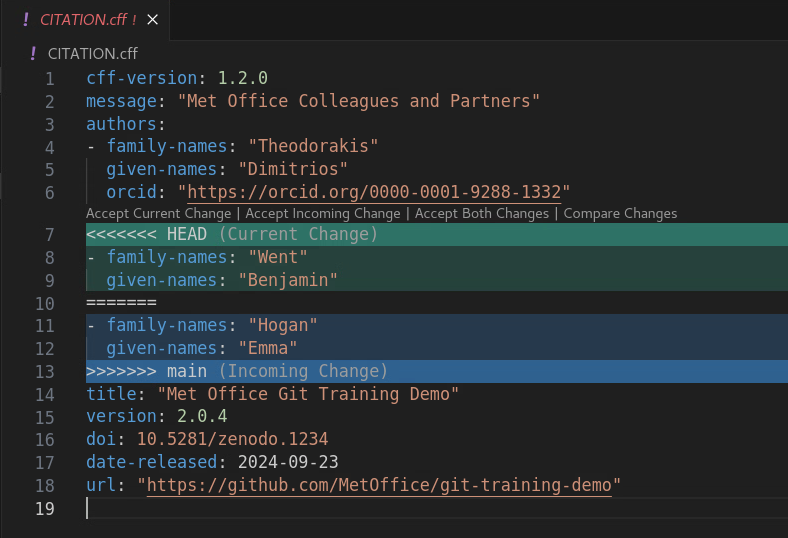 ! CITATION.cff ! ×
! CITATION.cff
1 cff-version: 1.2.0
2 message: "Met Office Colleagues and Partners"
3 authors:
4 - family-names: "Theodorakis"
5   given-names: "Dimitrios"
6   orcid: "https://orcid.org/0000-0001-9288-1332"
Accept Current Change | Accept Incoming Change | Accept Both Changes | Compare Changes
7 <<<<<<< HEAD (Current Change)
8 - family-names: "Went"
9   given-names: "Benjamin"
10 =======
11 - family-names: "Hogan"
12   given-names: "Emma"
13 >>>>>>> main (Incoming Change)
14 title: "Met Office Git Training Demo"
15 version: 2.0.4
16 doi: 10.5281/zenodo.1234
17 date-released: 2024-09-23
18 url: "https://github.com/MetOffice/git-training-demo"
19